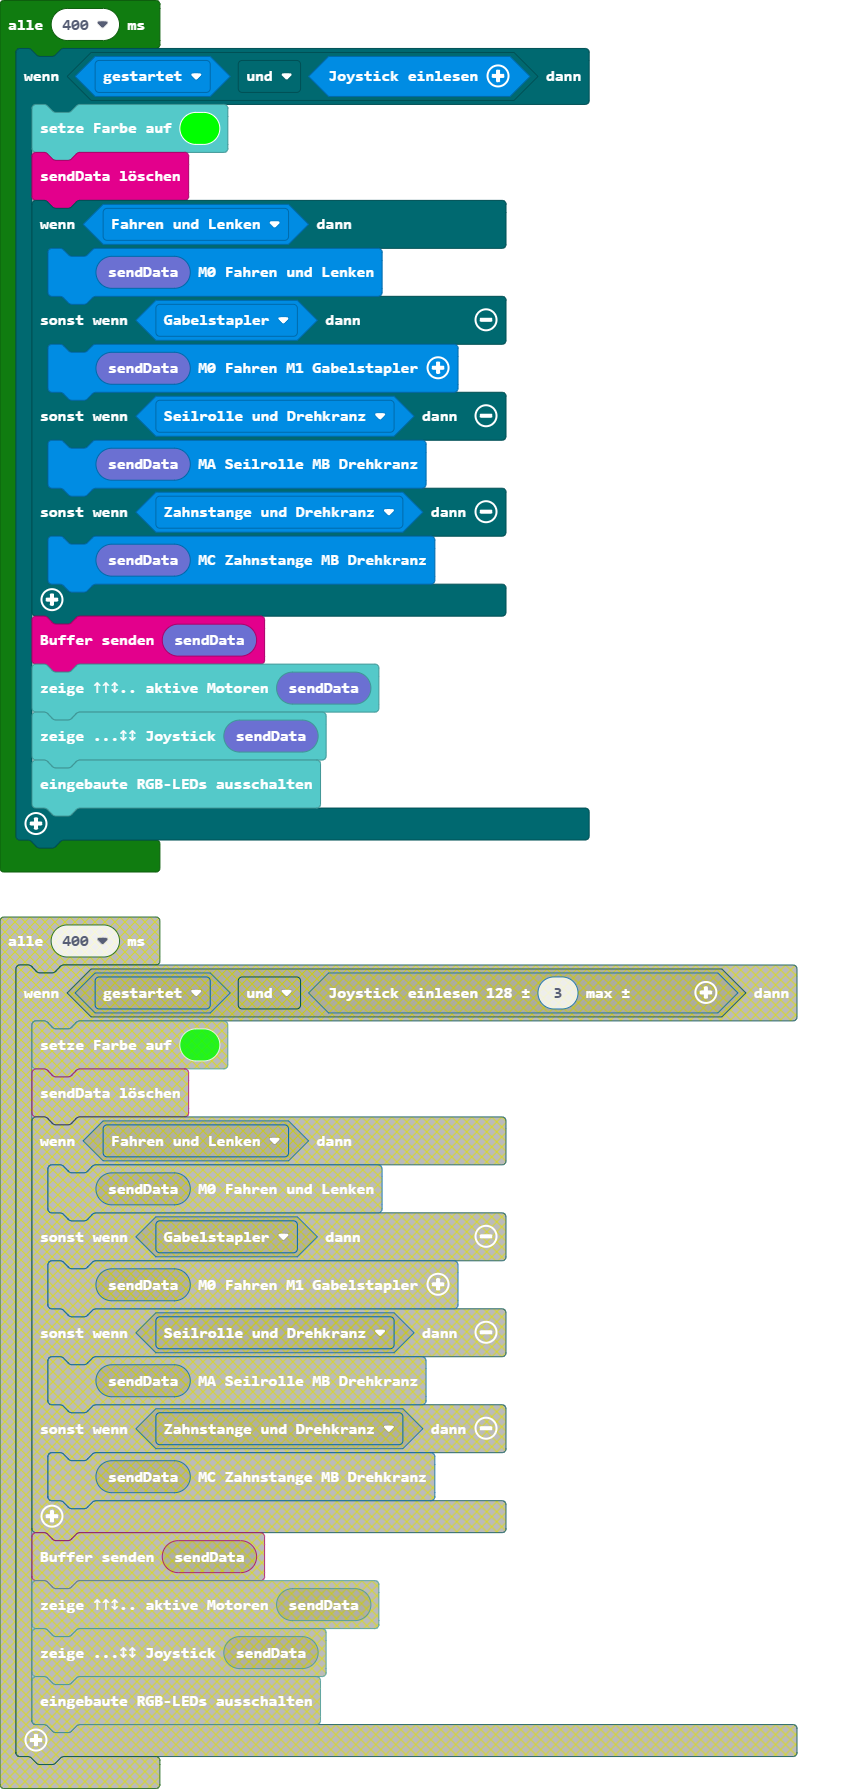 alle 400 ms
wenn gestartet und Joystick einlesen dann
setze Farbe auf
sendData löschen
wenn Fahren und Lenken dann
sendData M0 Fahren und Lenken
sonst wenn Gabelstapler dann
sendData M0 Fahren M1 Gabelstapler
sonst wenn Seilrolle und Drehkranz dann
sendData MA Seilrolle MB Drehkranz
sonst wenn Zahnstange und Drehkranz dann
sendData MC Zahnstange MB Drehkranz
Buffer senden sendData
zeige ↑↑↕.. aktive Motoren sendData
zeige ...↕↕ Joystick sendData
eingebaute RGB-LEDs ausschalten
alle 400 ms
wenn gestartet und Joystick einlesen 128 ± 3 max ± dann
setze Farbe auf
sendData löschen
wenn Fahren und Lenken dann
sendData M0 Fahren und Lenken
sonst wenn Gabelstapler dann
sendData M0 Fahren M1 Gabelstapler
sonst wenn Seilrolle und Drehkranz dann
sendData MA Seilrolle MB Drehkranz
sonst wenn Zahnstange und Drehkranz dann
sendData MC Zahnstange MB Drehkranz
Buffer senden sendData
zeige ↑↑↕.. aktive Motoren sendData
zeige ...↕↕ Joystick sendData
eingebaute RGB-LEDs ausschalten